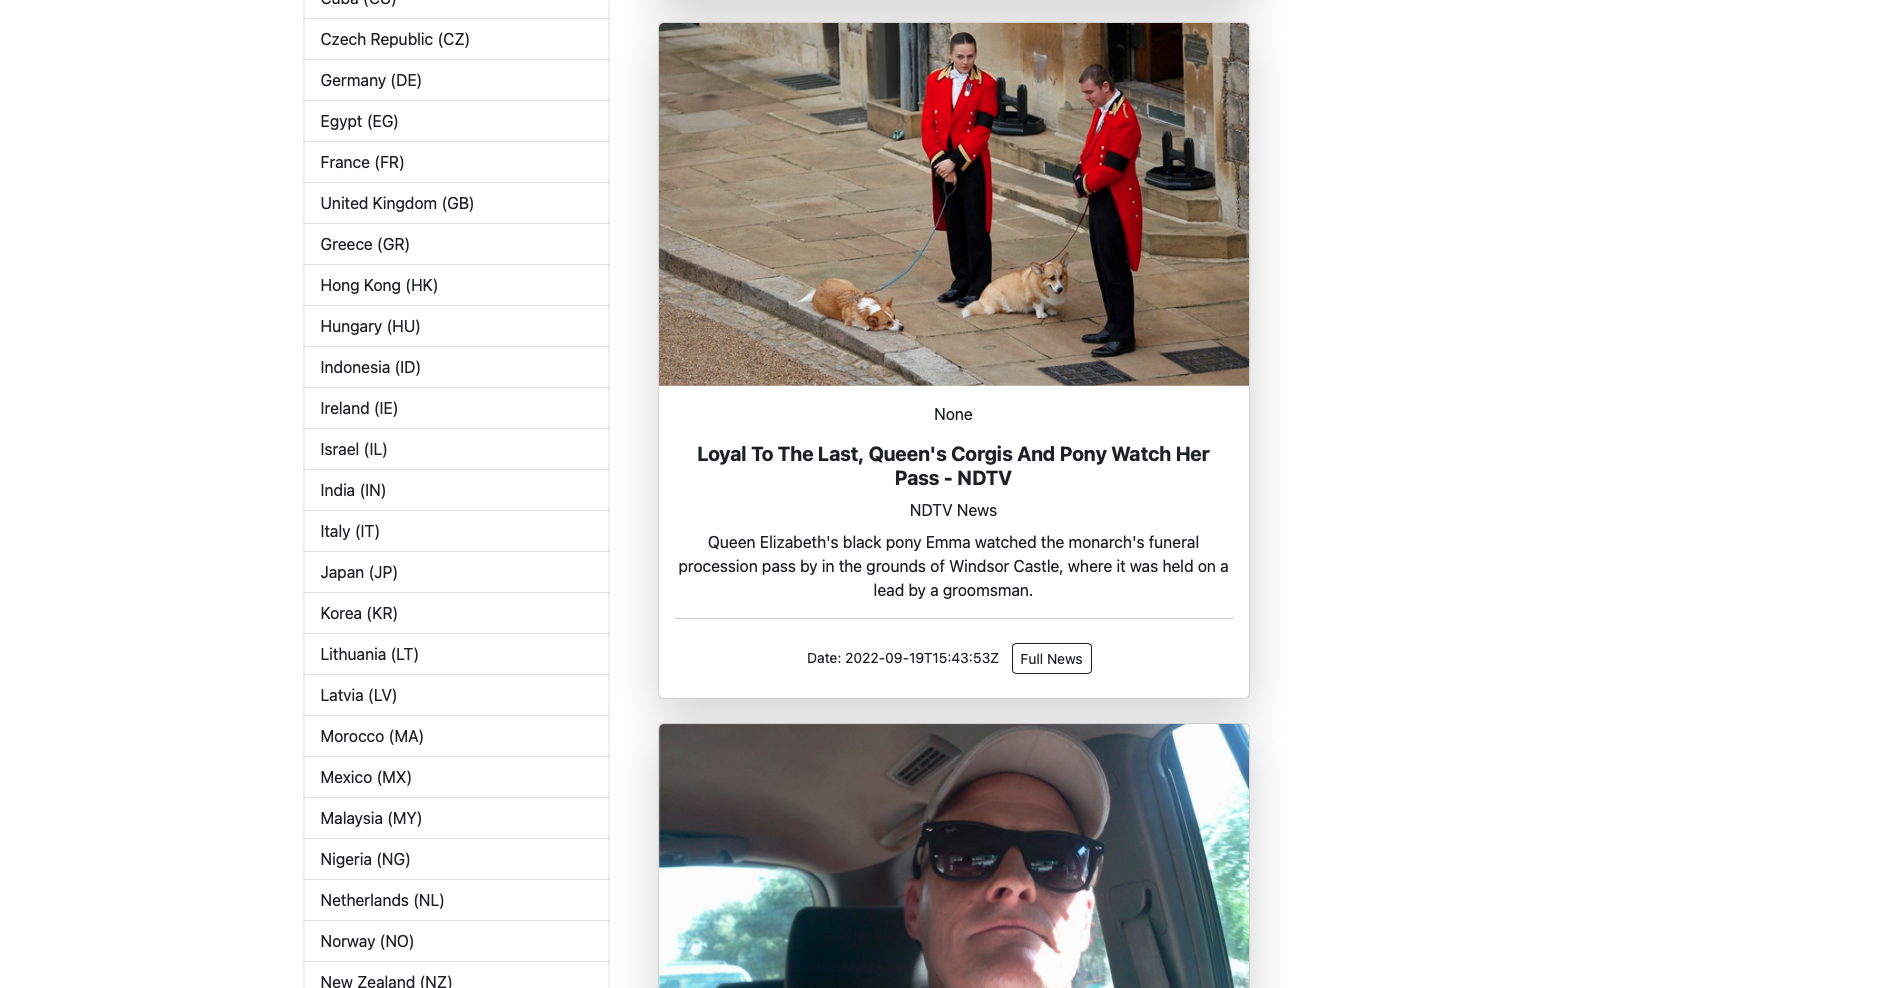 Czech Republic (CZ)
Germany (DE)
Egypt (EG)
France (FR)
United Kingdom (GB)
Greece (GR)
Hong Kong (HK)
Hungary (HU)
Indonesia (ID)
Ireland (IE)
Israel (IL)
India (IN)
Italy (IT)
Japan (JP)
Korea (KR)
Lithuania (LT)
Latvia (LV)
Morocco (MA)
Mexico (MX)
Malaysia (MY)
Nigeria (NG)
Netherlands (NL)
Norway (NO)
New Zealand (NZ)
None
Loyal To The Last, Queen's Corgis And Pony Watch Her
Pass - NDTV
NDTV News
Queen Elizabeth's black pony Emma watched the monarch's funeral
procession pass by in the grounds of Windsor Castle, where it was held on a
lead by a groomsman.
Date: 2022-09-19T15:43:53Z Full News